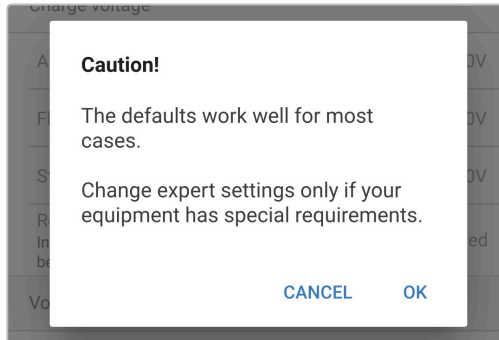 Charge voltage
Caution!
The defaults work well for most
cases.
Change expert settings only if your
equipment has special requirements.
CANCEL
OK